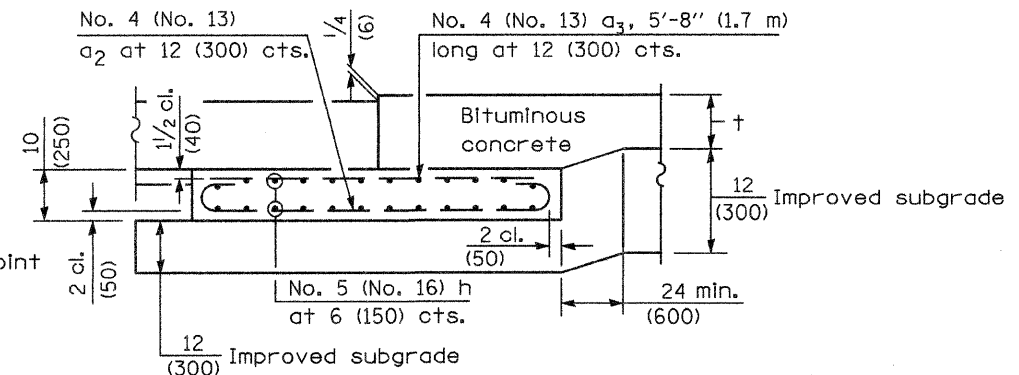 No. 4 (No. 13)
a2 at 12 (300) cts.
1/4
(6)
No. 4 (No. 13) a3, 5'-8" (1.7 m)
long at 12 (300) cts.
10
(250)
1 1/2 cl.
(40)
Bituminous
concrete
t
12
(300)
Improved subgrade
oint
2 cl.
(50)
2 cl.
(50)
No. 5 (No. 16) h
at 6 (150) cts.
24 min.
(600)
12
(300)
Improved subgrade